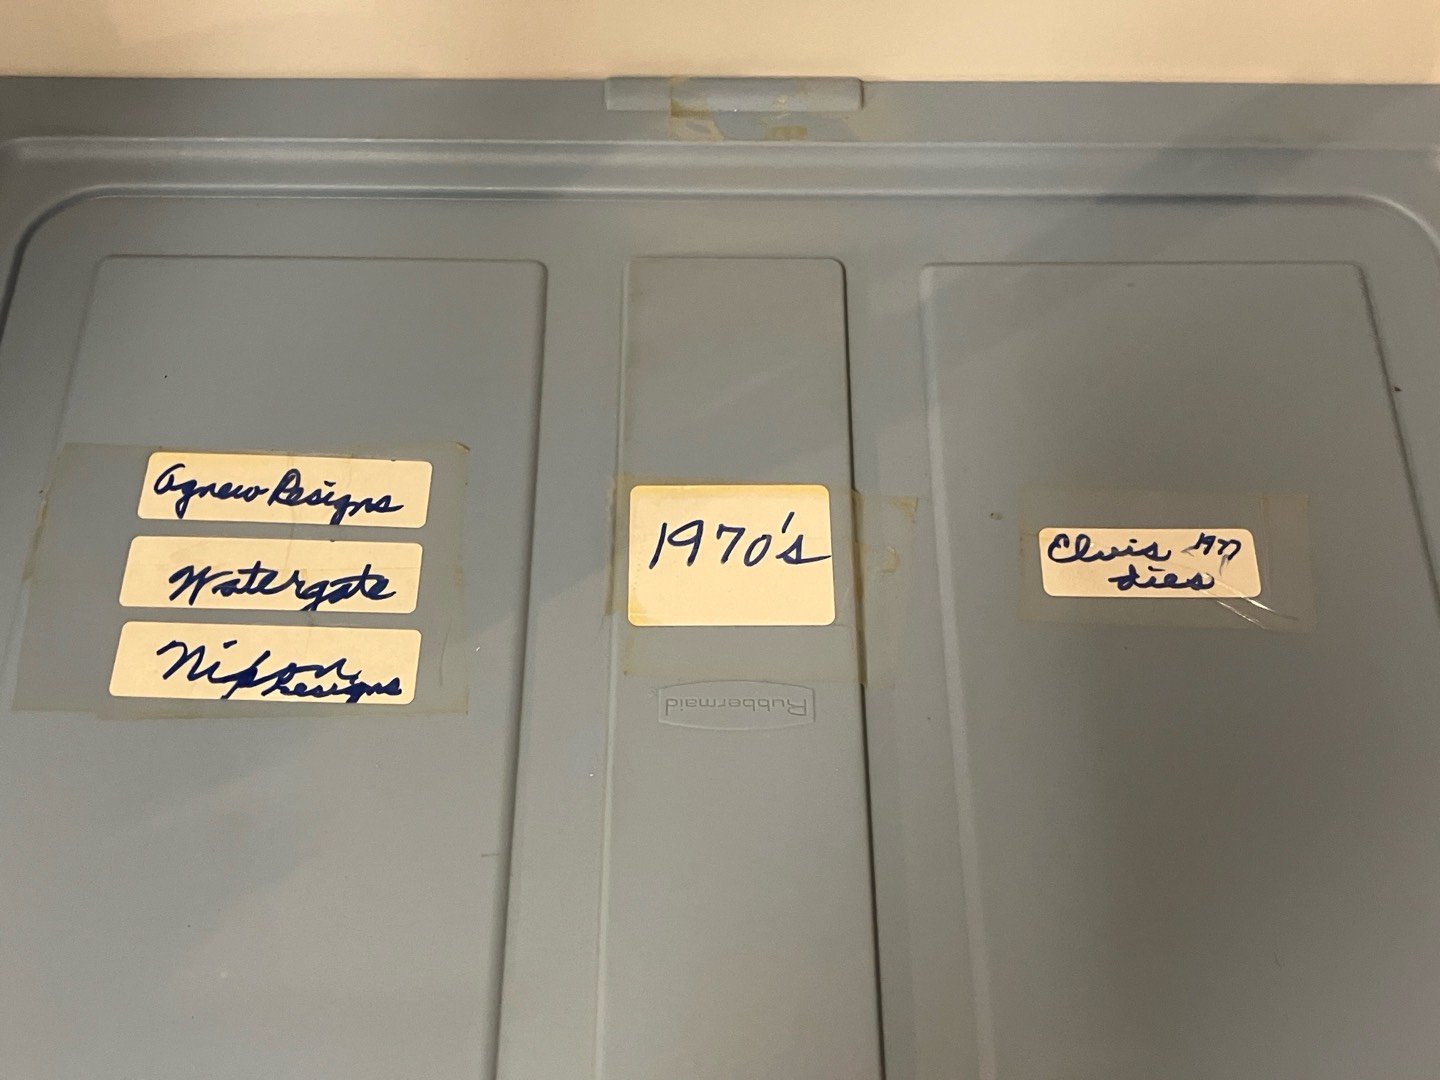 Agnew Resigns
Watergate
Nixon
Resigns
1970's
Rubbermaid
Elvis 1977
dies